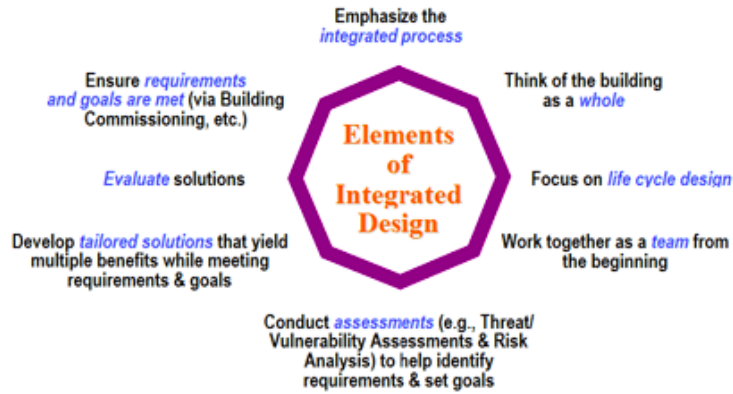 Emphasize the
integrated process
Think of the building
as a whole
Focus on life cycle design
Work together as a team from
the beginning
Conduct assessments (e.g., Threat/
Vulnerability Assessments & Risk
Analysis) to help identify
requirements & set goals
Develop tailored solutions that yield
multiple benefits while meeting
requirements & goals
Evaluate solutions
Ensure requirements
and goals are met (via Building
Commissioning, etc.)
Elements
of
Integrated
Design